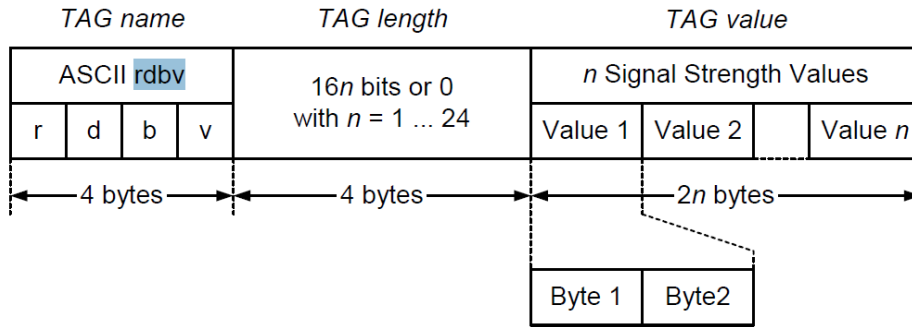 TAG name TAG length TAG value
ASCII rdbv
16n bits or 0
with n = 1 ... 24
n Signal Strength Values
r d b v
Value 1 Value 2 Value n
4 bytes 4 bytes 2n bytes
Byte 1 Byte2